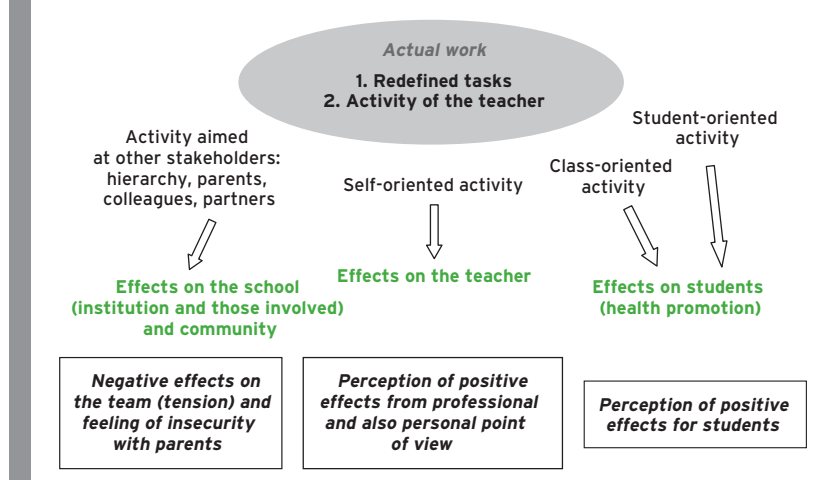 Actual work
1. Redefined tasks
2. Activity of the teacher
Activity aimed
at other stakeholders:
hierarchy, parents,
colleagues, partners
Self-oriented activity
Class-oriented
activity
Student-oriented
activity
Effects on the school
(institution and those involved)
and community
Effects on the teacher
Effects on students
(health promotion)
Negative effects on
the team (tension) and
feeling of insecurity
with parents
Perception of positive
effects from professional
and also personal point
of view
Perception of positive
effects for students